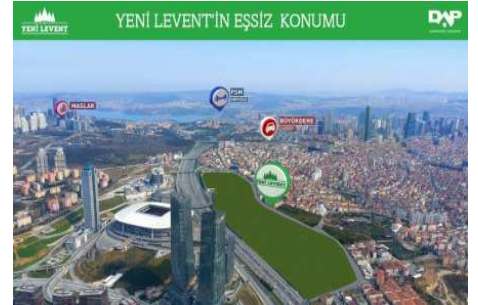 YENİ LEVENT
YENİ LEVENT'İN EŞSİZ KONUMU
DAP
MASLAK
FSM
BÜYÜKDERE
YENİ LEVENT